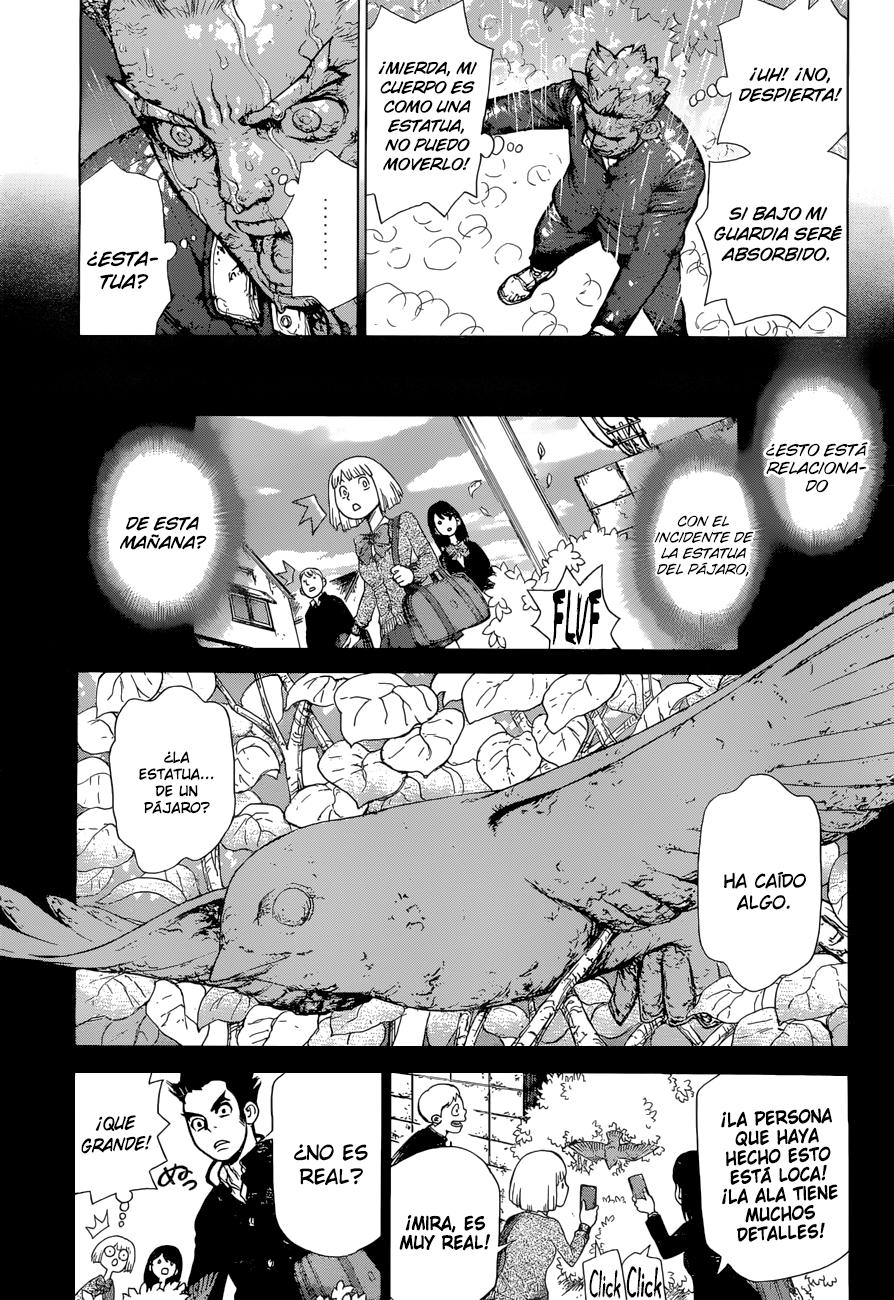 ¡UH! ¡NO,
DESPIERTA!
SI BAJO MI
GUARDIA SERÉ
ABSORBIDO.
¡MIERDA, MI
CUERPO ES
COMO UNA
ESTATUA,
NO PUEDO
MOVERLO!
......
¿ESTA-
TUA?
¿ESTO ESTÁ
RELACIONA-
DO
CON EL
INCIDENTE DE
LA ESTATUA
DEL PÁJARO,
DE ESTA
MAÑANA?
FLUF
HA CAÍDO
ALGO.
¿LA
ESTATUA...
DE UN
PÁJARO?
¡LA PERSONA
QUE HAYA
HECHO ESTO
ESTÁ LOCA!
¡LA ALA TIENE
MUCHOS
DETALLES!
¡MIRA, ES
MUY REAL!
Click Click
¿NO ES
REAL?
ぬっ
¡QUE
GRANDE!